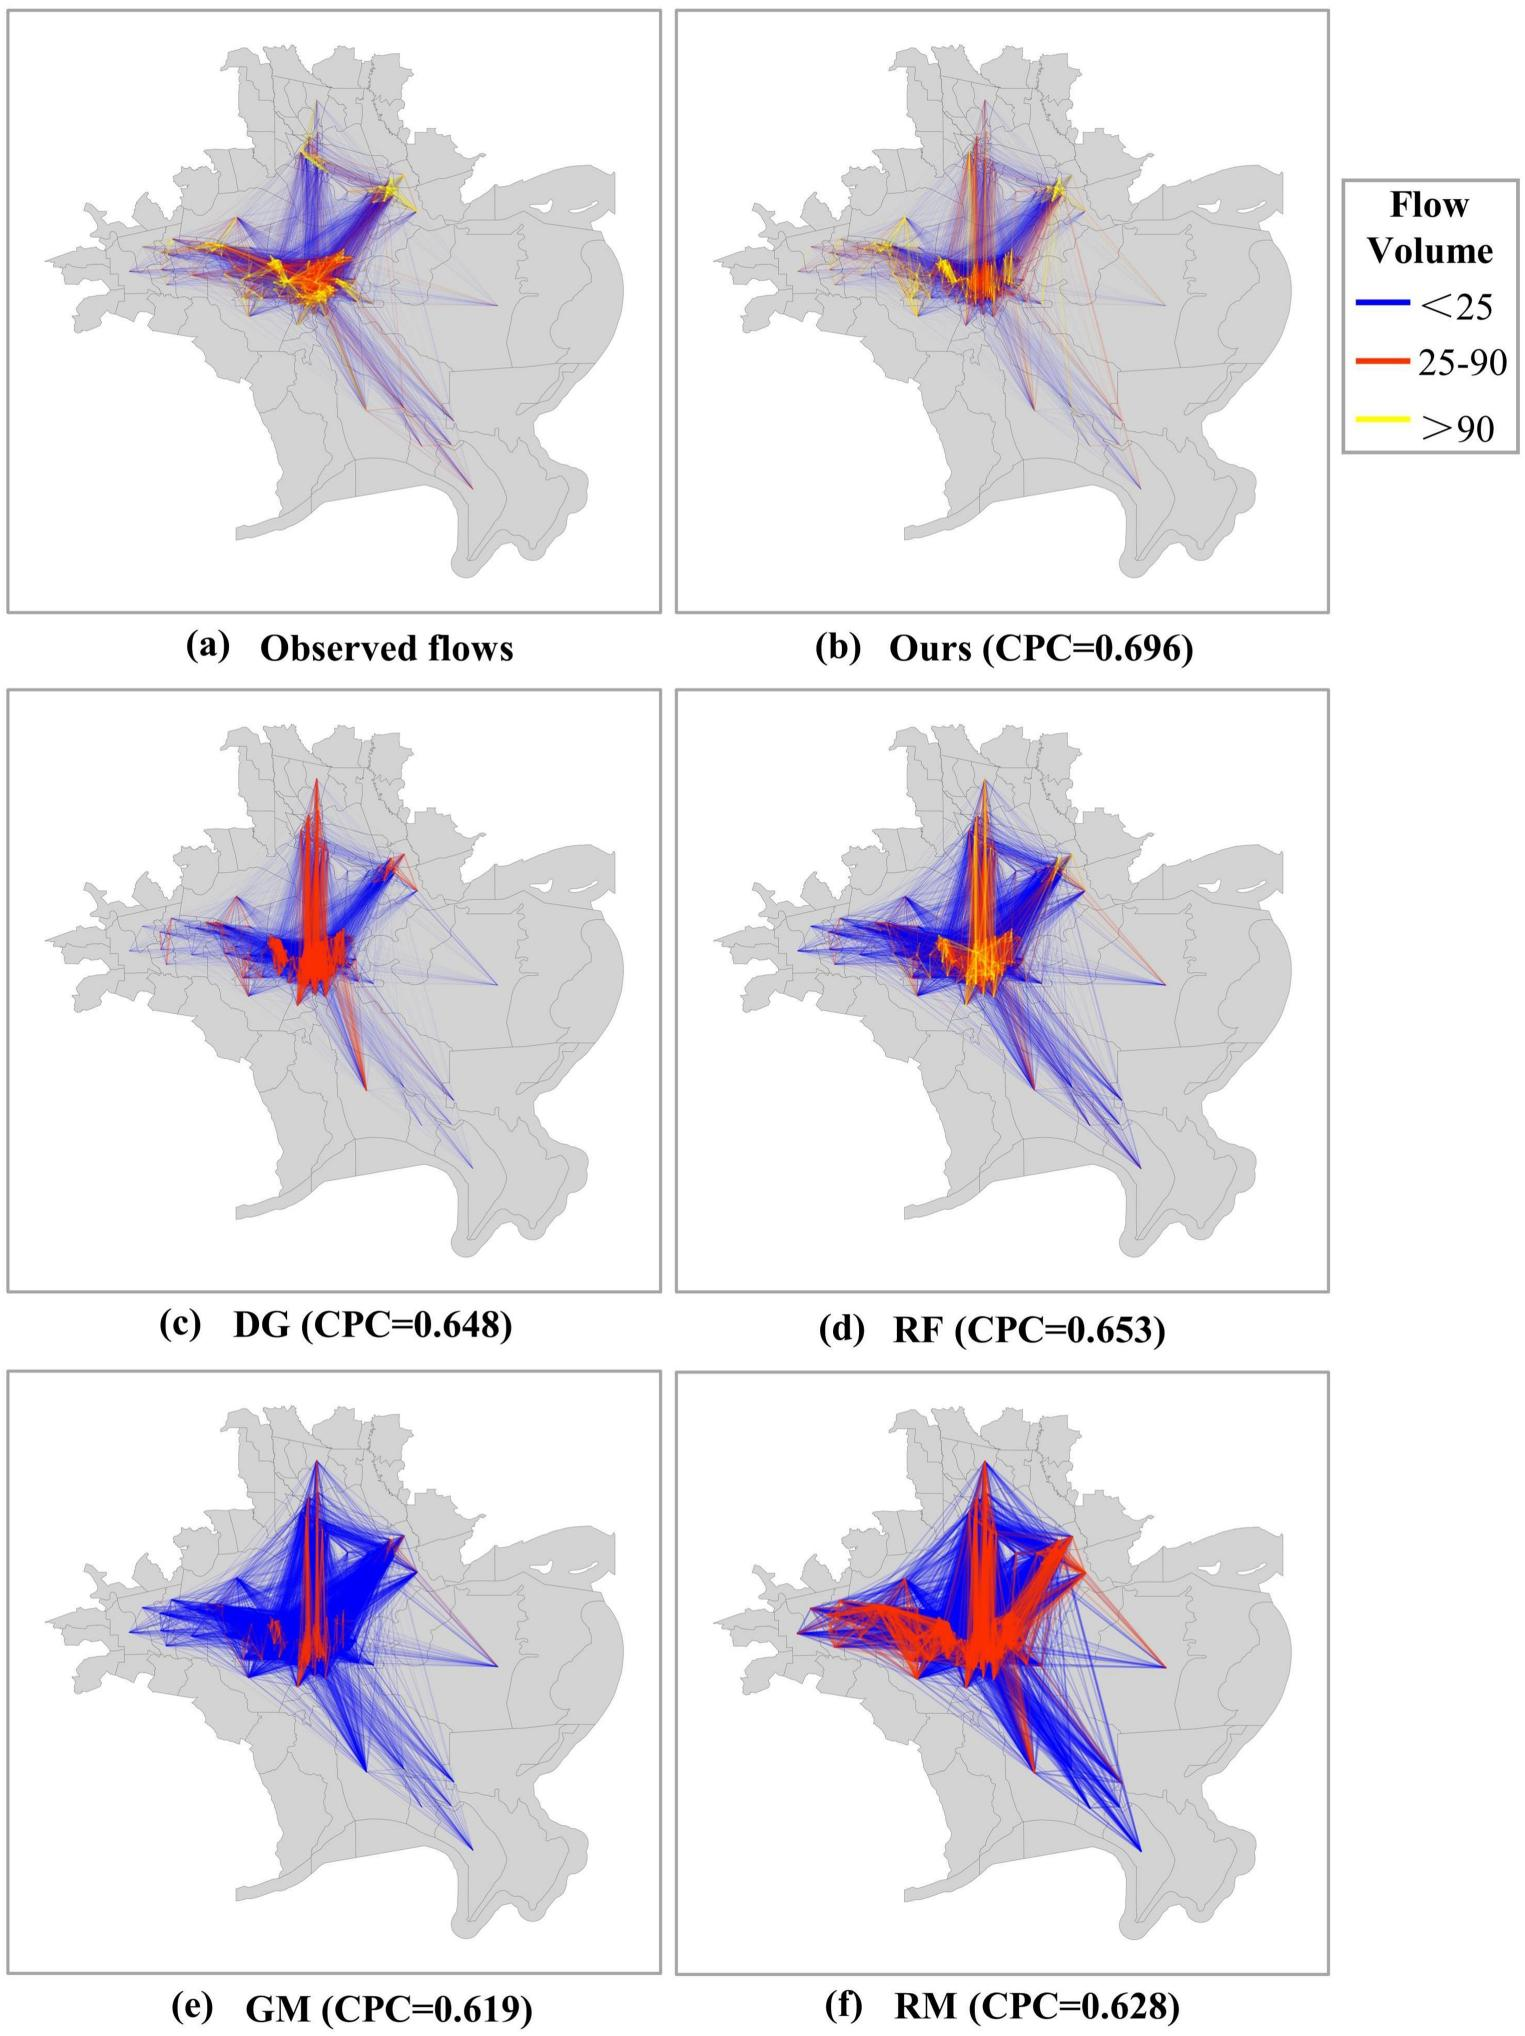 Flow
Volume
＜25
25-90
＞90
(a) Observed flows
(b) Ours (CPC=0.696)
(c) DG (CPC=0.648)
(d) RF (CPC=0.653)
(e) GM (CPC=0.619)
(f) RM (CPC=0.628)